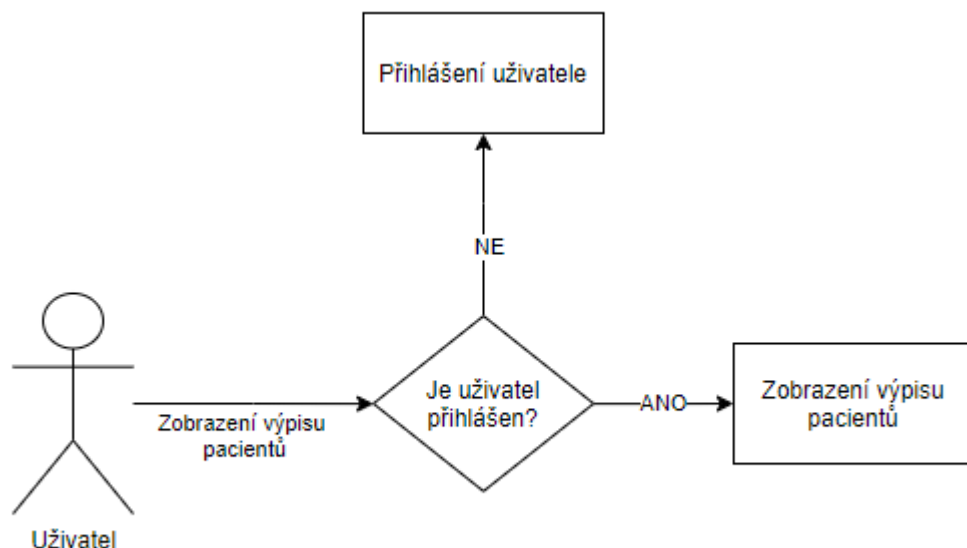 Přihlášení uživatele
NE
Je uživatel
přihlášen?
ANO
Zobrazení výpisu
pacientů
Zobrazení výpisu
pacientů
Uživatel